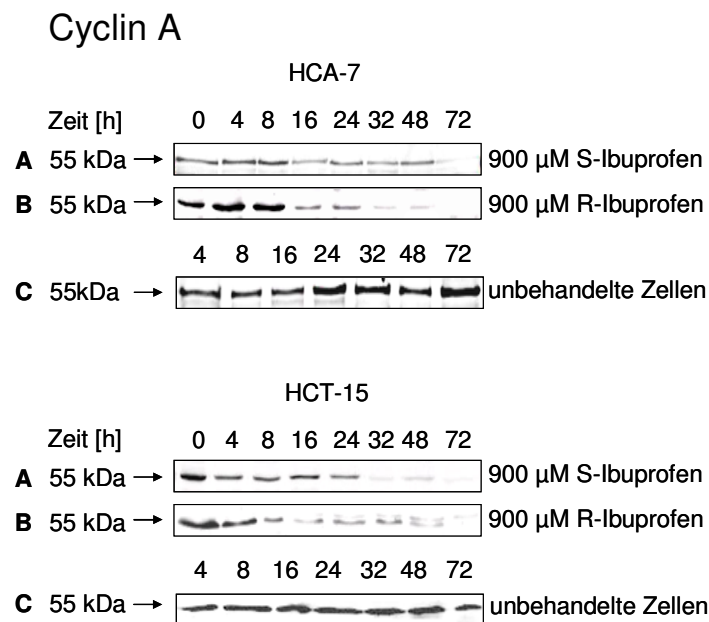 Cyclin A
HCA-7
Zeit [h] 0 4 8 16 24 32 48 72
A 55 kDa → 900 µM S-Ibuprofen
B 55 kDa → 900 µM R-Ibuprofen
4 8 16 24 32 48 72
C 55kDa → unbehandelte Zellen
HCT-15
Zeit [h] 0 4 8 16 24 32 48 72
A 55 kDa → 900 µM S-Ibuprofen
B 55 kDa → 900 µM R-Ibuprofen
4 8 16 24 32 48 72
C 55 kDa → unbehandelte Zellen